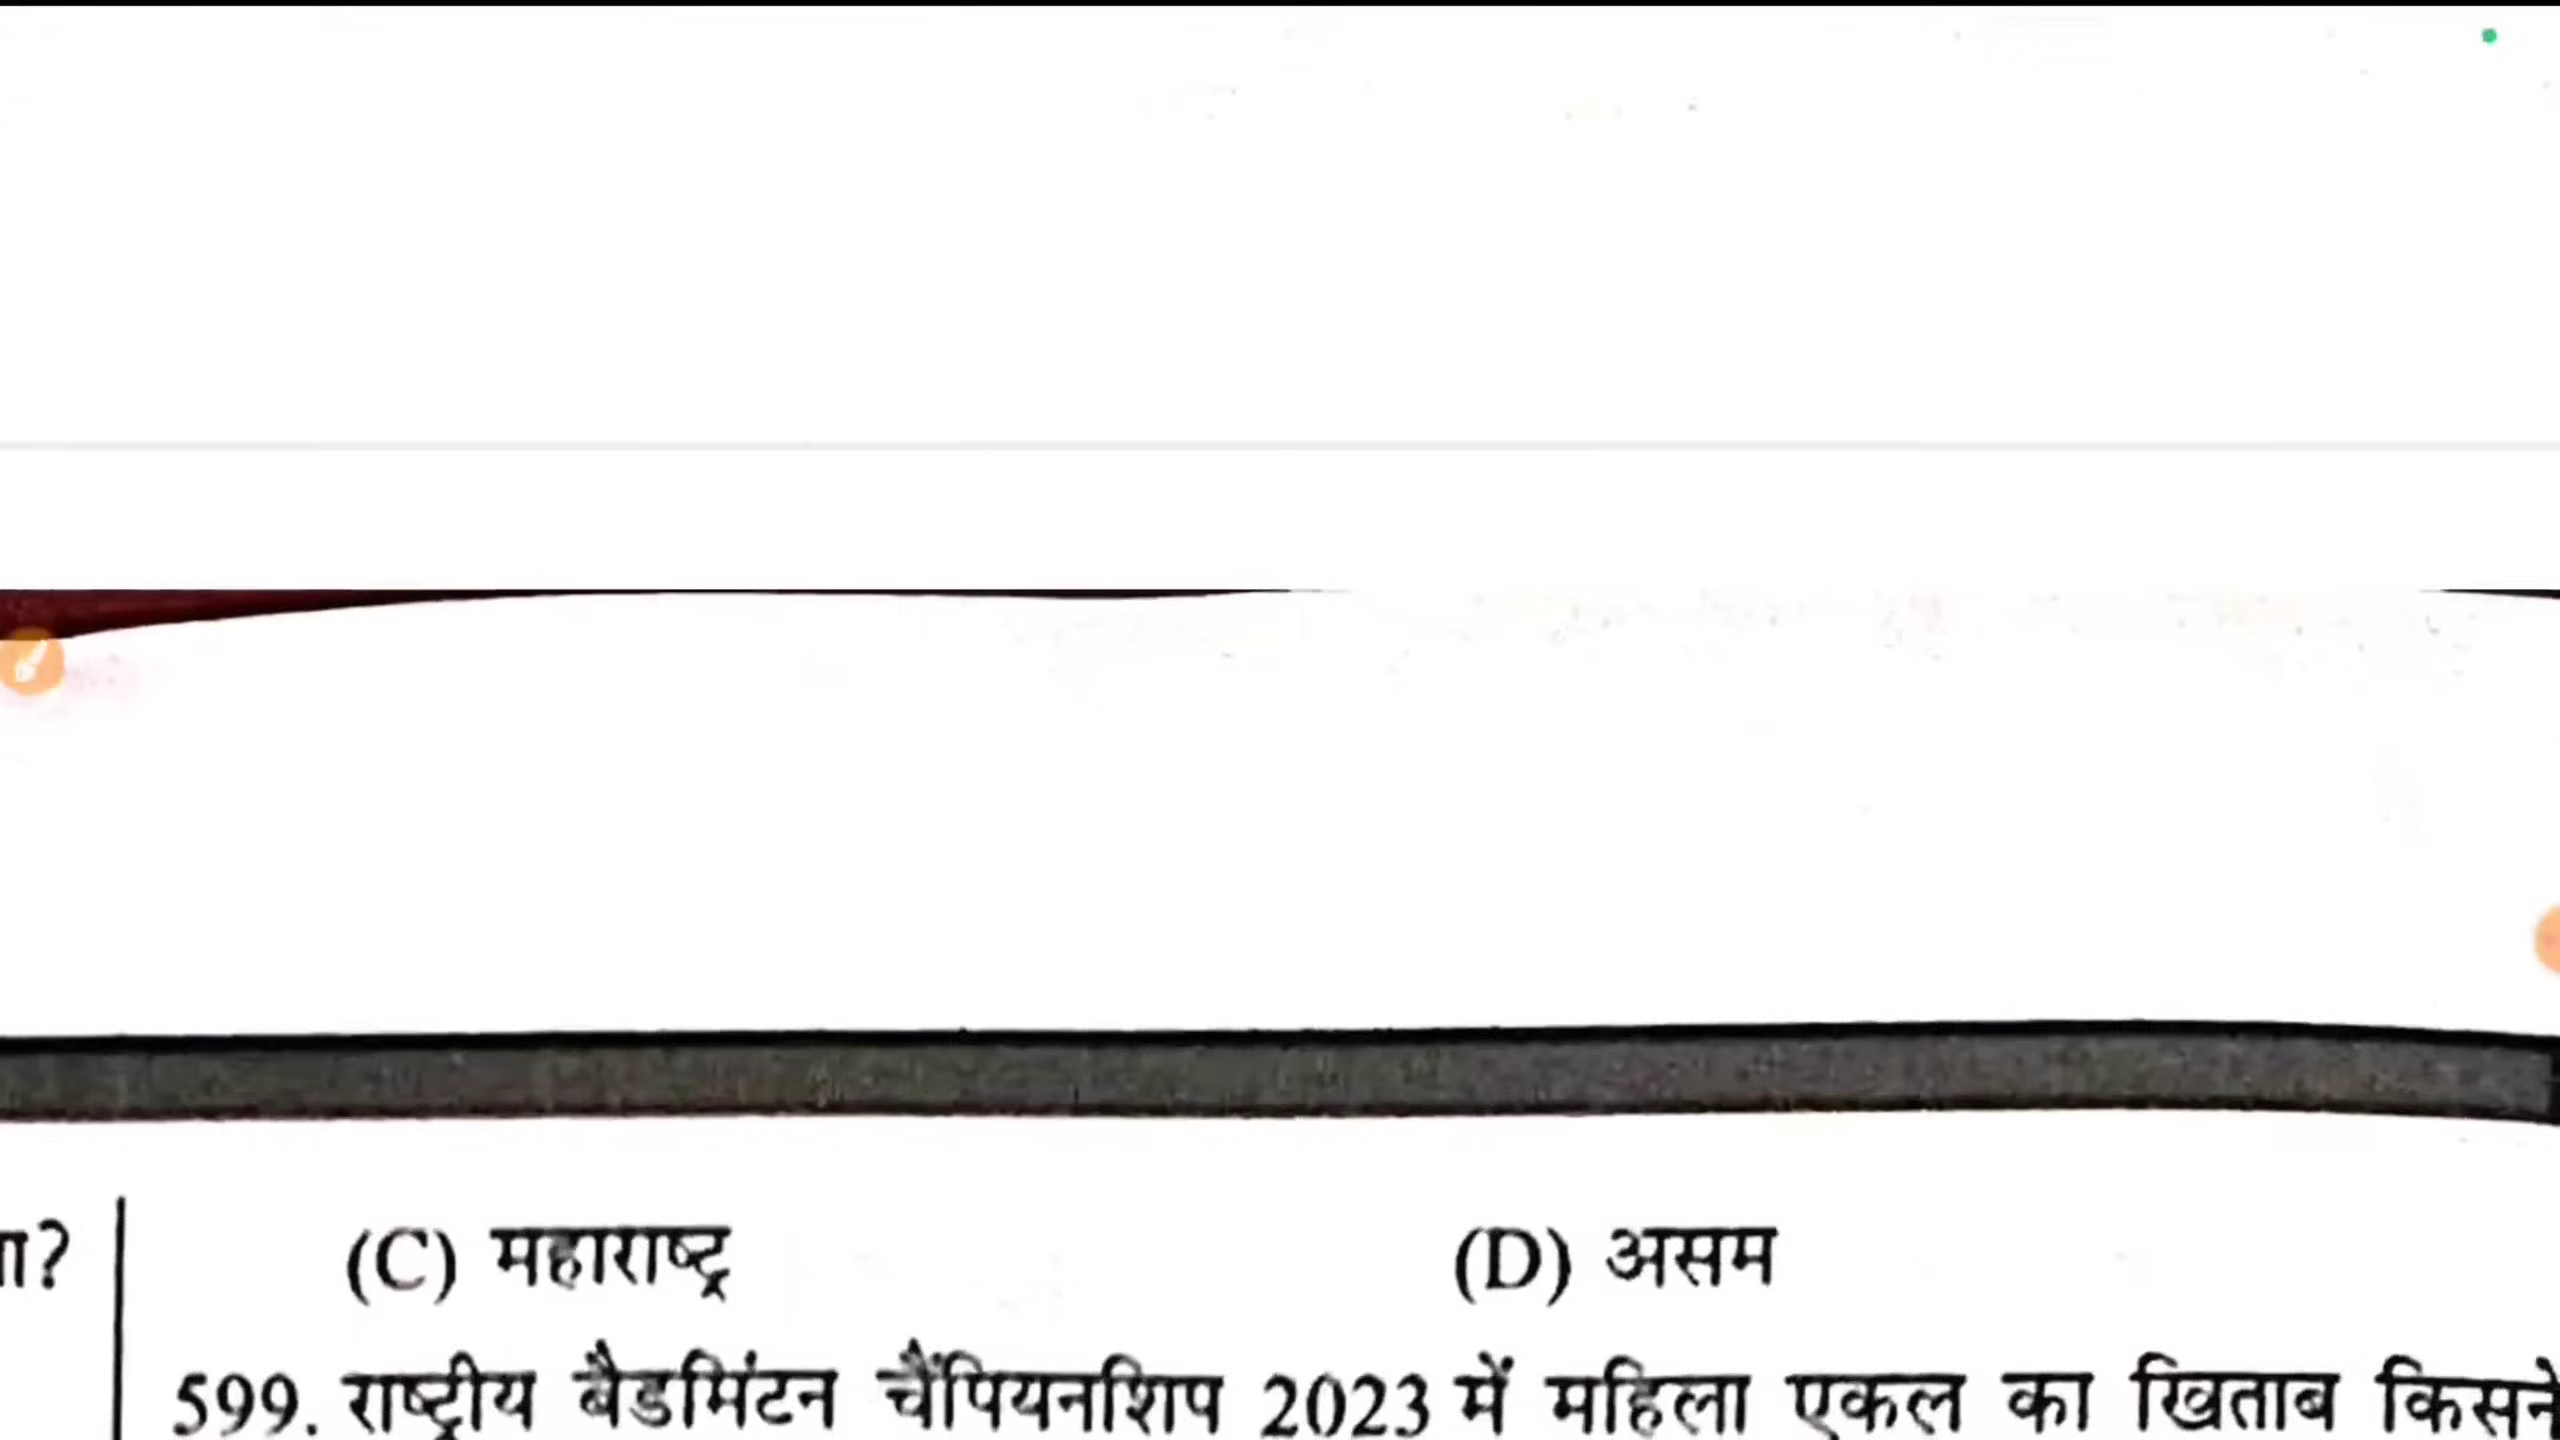 ा?
(C) महाराष्ट्र
(D) असम
599. राष्ट्रीय बैडमिंटन चैंपियनशिप 2023 में महिला एकल का खिताब किसने